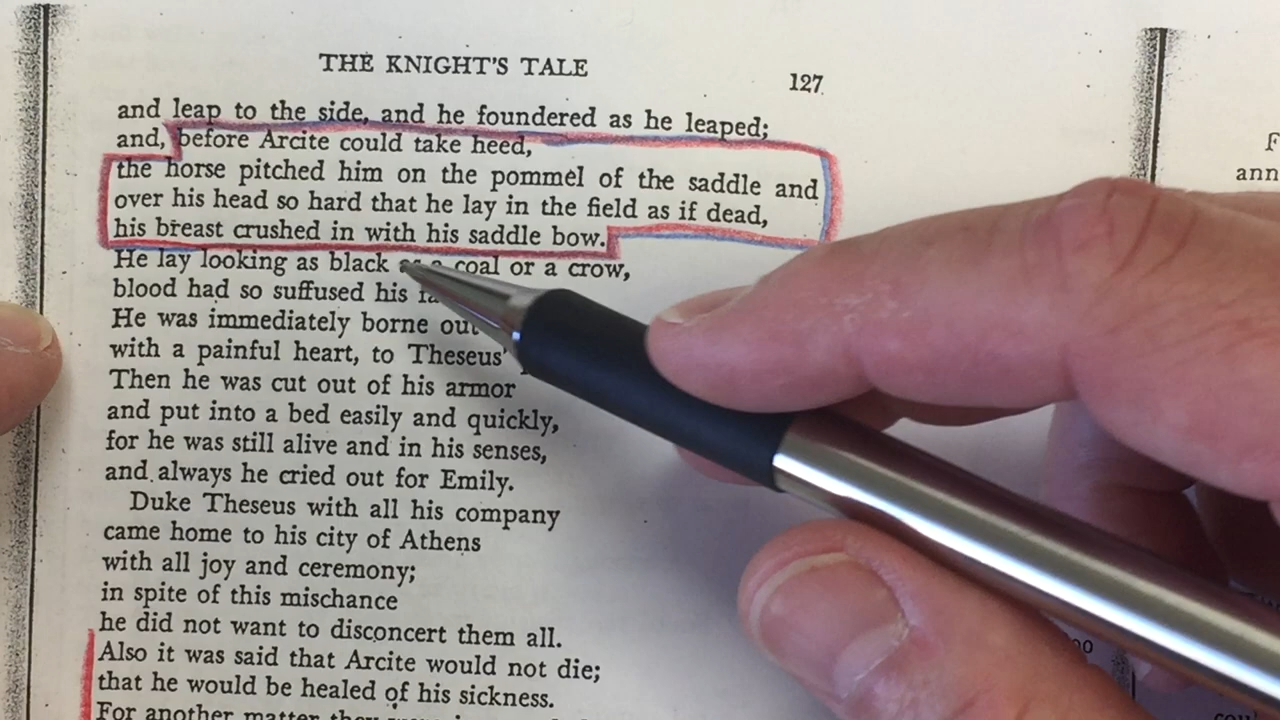 THE KNIGHT'S TALE
127
and leap to the side, and he foundered as he leaped;
and, before Arcite could take heed,
the horse pitched him on the pommel of the saddle and
over his head so hard that he lay in the field as if dead,
his breast crushed in with his saddle bow.
He lay looking as black as a coal or a crow,
blood had so suffused his
He was immediately borne out
with a painful heart, to Theseus'
Then he was cut out of his armor
and put into a bed easily and quickly,
for he was still alive and in his senses,
and always he cried out for Emily.
Duke Theseus with all his company
came home to his city of Athens
with all joy and ceremony;
in spite of this mischance
he did not want to disconcert them all.
Also it was said that Arcite would not die;
that he would be healed of his sickness.
For another matter they
ann